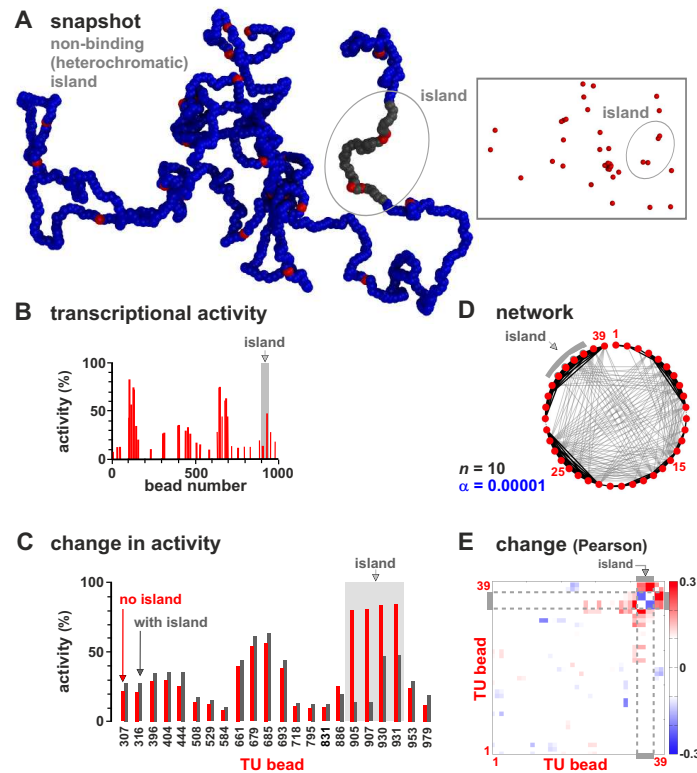 A snapshot
non-binding
(heterochromatic)
island
island
island
B transcriptional activity
island
100
50
0
activity (%)
0 500 1000
bead number
D network
island
39 1
25 15
n = 10
α = 0.00001
C change in activity
island
100
50
0
activity (%)
no island
with island
307 316 396 404 444 508 529 584 661 679 685 693 718 795 831 886 905 907 930 931 953 979
TU bead
E change (Pearson)
island
39
1
TU bead
1 39
TU bead
0.3
0
-0.3